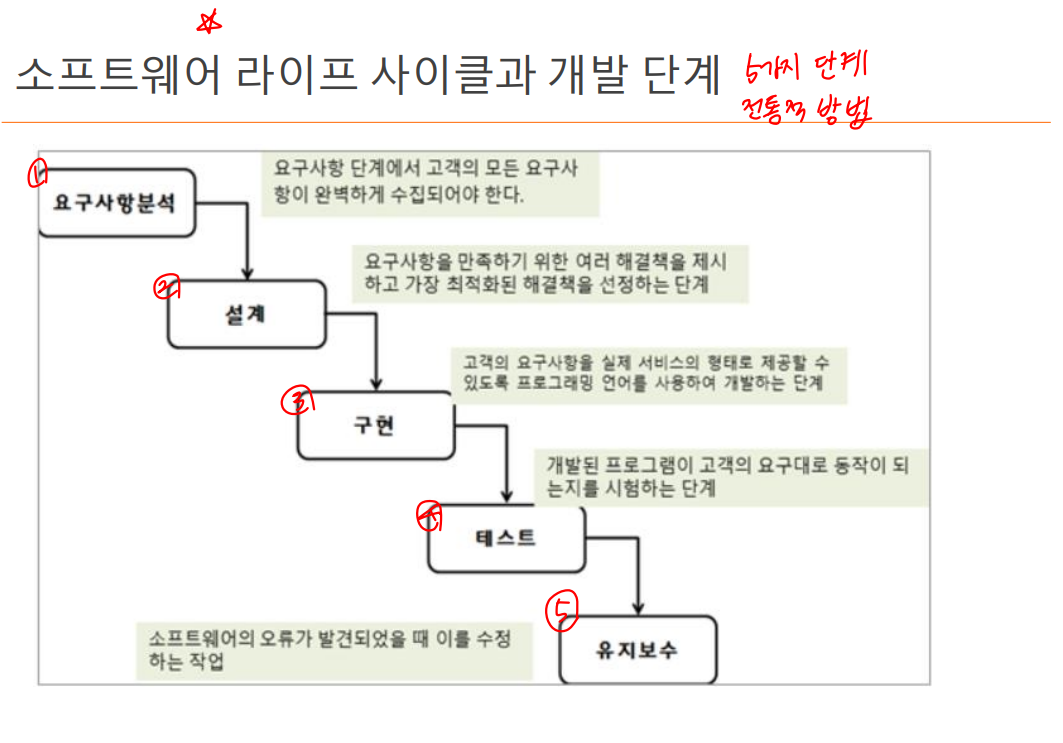 소프트웨어 라이프 사이클과 개발 단계
5가지 단계
전통적 방법
①
요구사항분석
요구사항 단계에서 고객의 모든 요구사
항이 완벽하게 수집되어야 한다.
②
설계
요구사항을 만족하기 위한 여러 해결책을 제시
하고 가장 최적화된 해결책을 선정하는 단계
③
구현
고객의 요구사항을 실제 서비스의 형태로 제공할 수
있도록 프로그래밍 언어를 사용하여 개발하는 단계
④
테스트
개발된 프로그램이 고객의 요구대로 동작이 되
는지를 시험하는 단계
⑤
유지보수
소프트웨어의 오류가 발견되었을 때 이를 수정
하는 작업